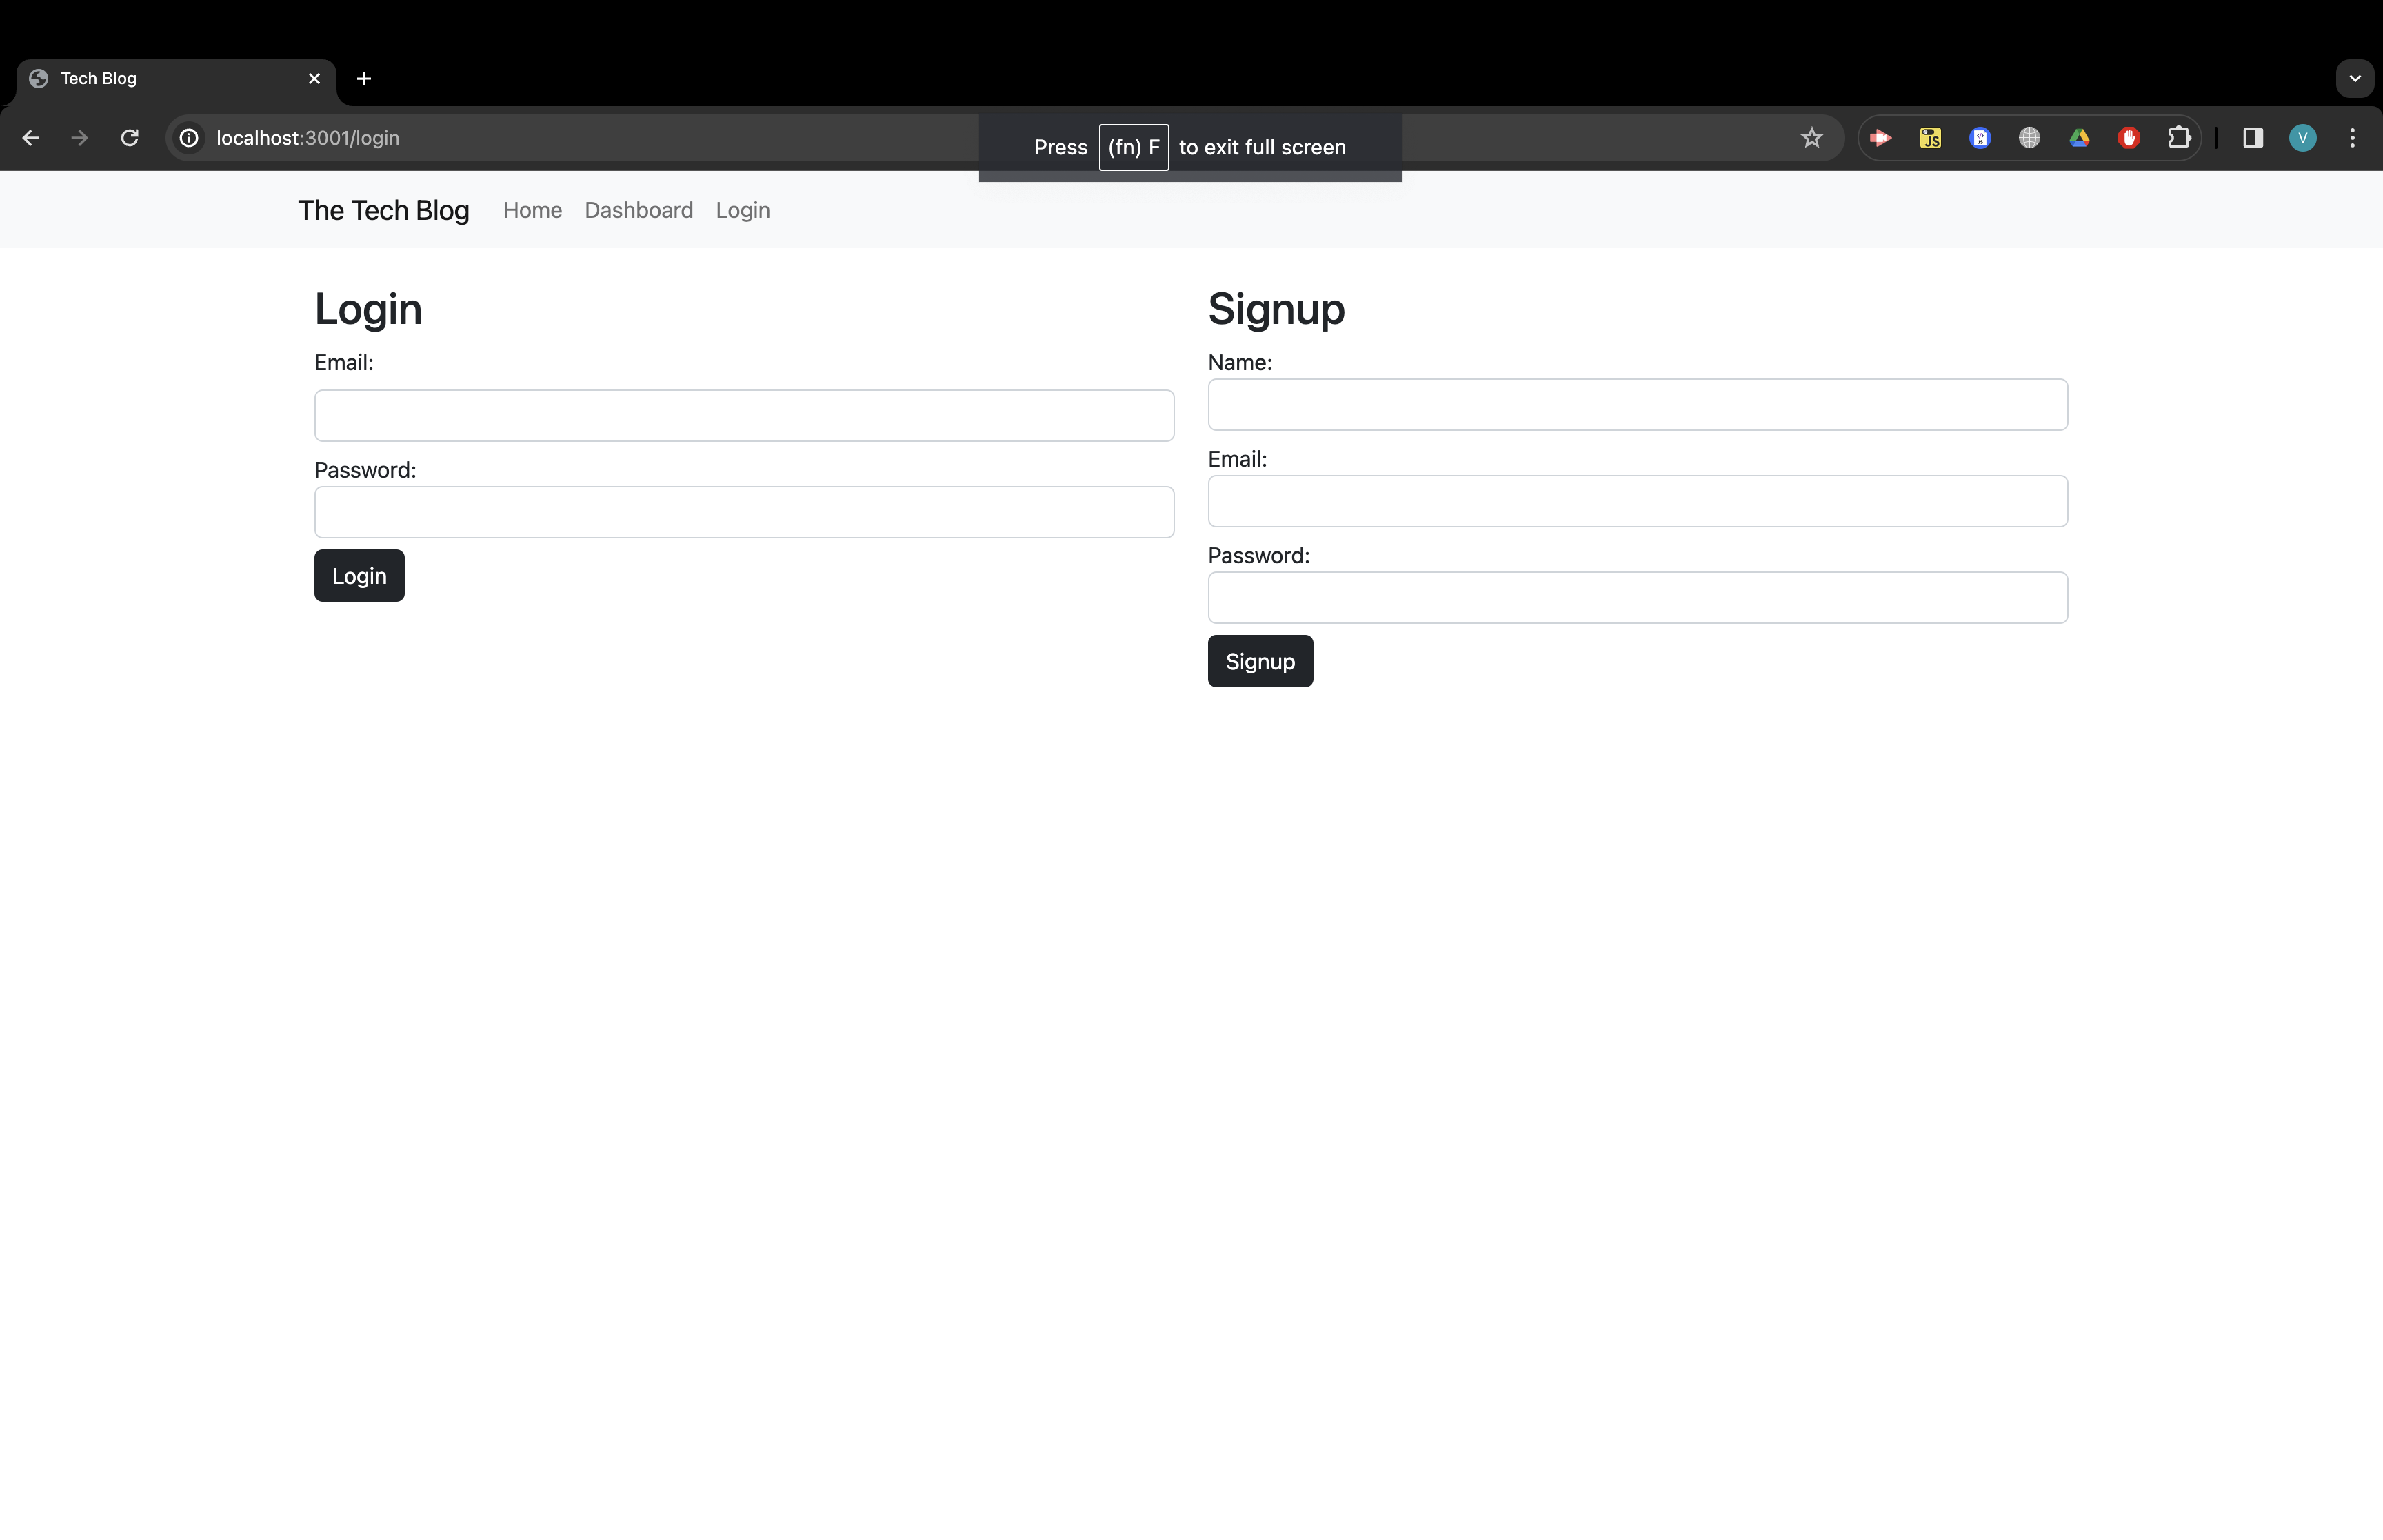 Tech Blog
localhost:3001/login
Press (fn) F to exit full screen
JS
V
The Tech Blog Home Dashboard Login
Login
Email:
Password:
Login
Signup
Name:
Email:
Password:
Signup